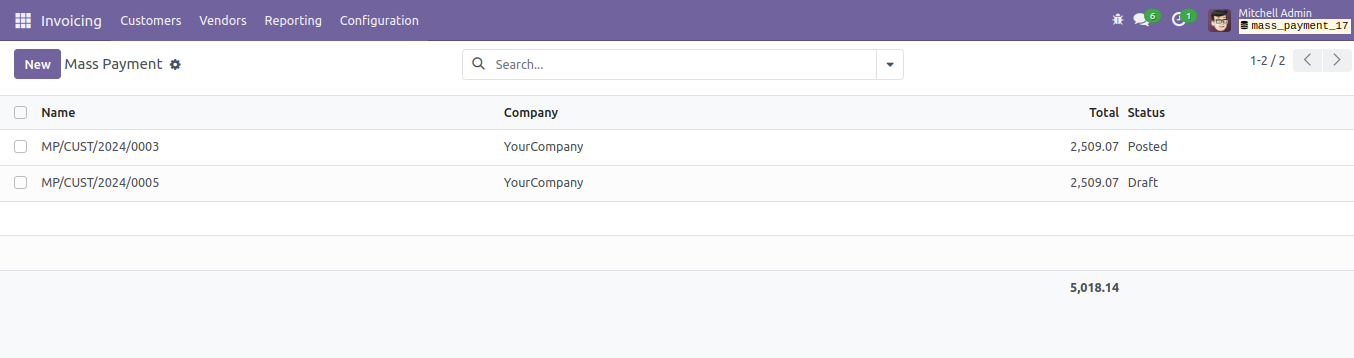 Invoicing Customers Vendors Reporting Configuration 6 1 Mitchell Admin
mass_payment_17
New Mass Payment Search... 1-2 / 2
Name Company Total Status
MP/CUST/2024/0003 YourCompany 2,509.07 Posted
MP/CUST/2024/0005 YourCompany 2,509.07 Draft
5,018.14